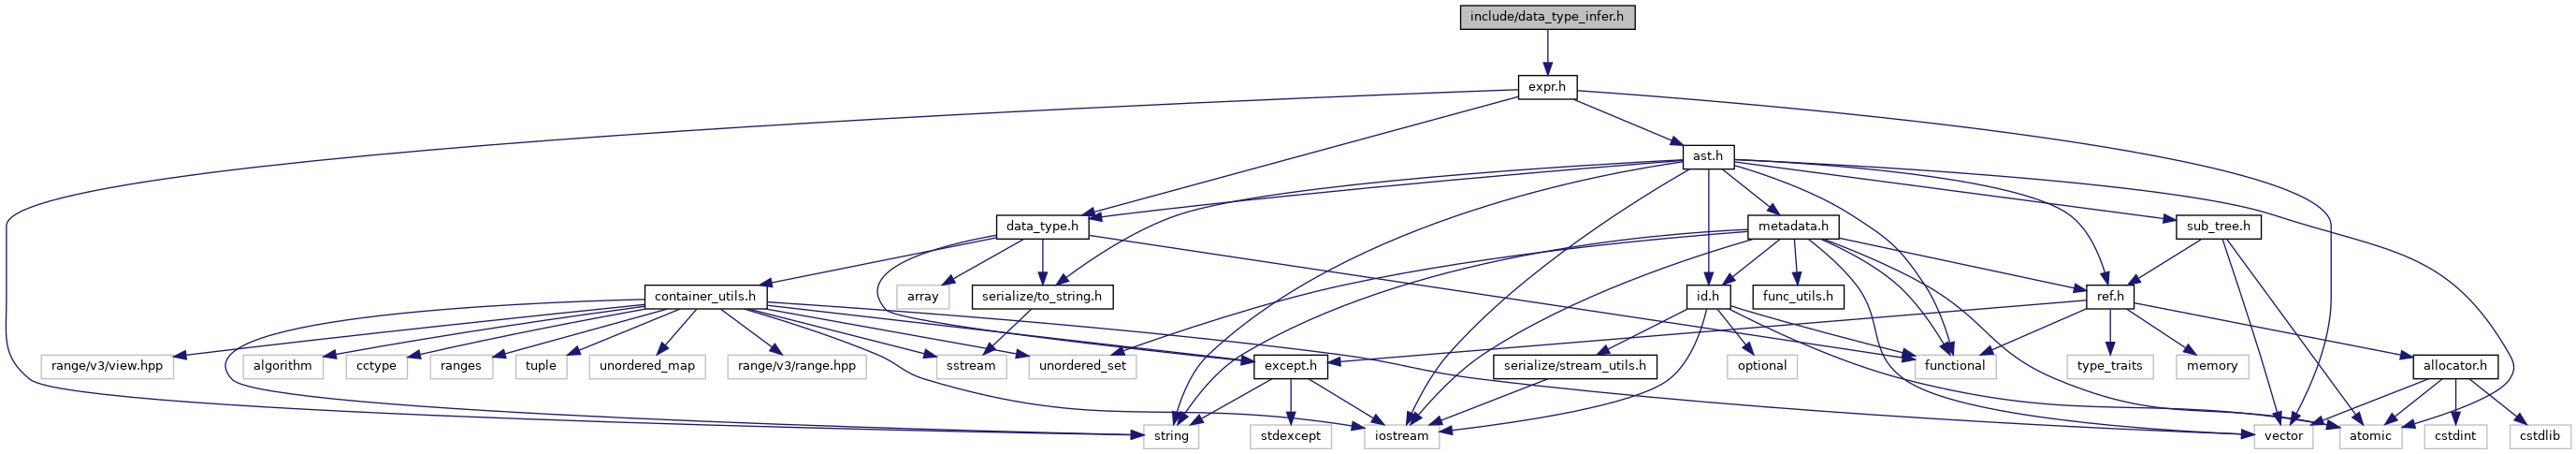 include/data_type_infer.h
expr.h
ast.h
data_type.h
metadata.h
sub_tree.h
container_utils.h
array
serialize/to_string.h
id.h
func_utils.h
ref.h
range/v3/view.hpp
algorithm
cctype
ranges
tuple
unordered_map
range/v3/range.hpp
sstream
unordered_set
except.h
serialize/stream_utils.h
optional
functional
type_traits
memory
allocator.h
string
stdexcept
iostream
vector
atomic
cstdint
cstdlib